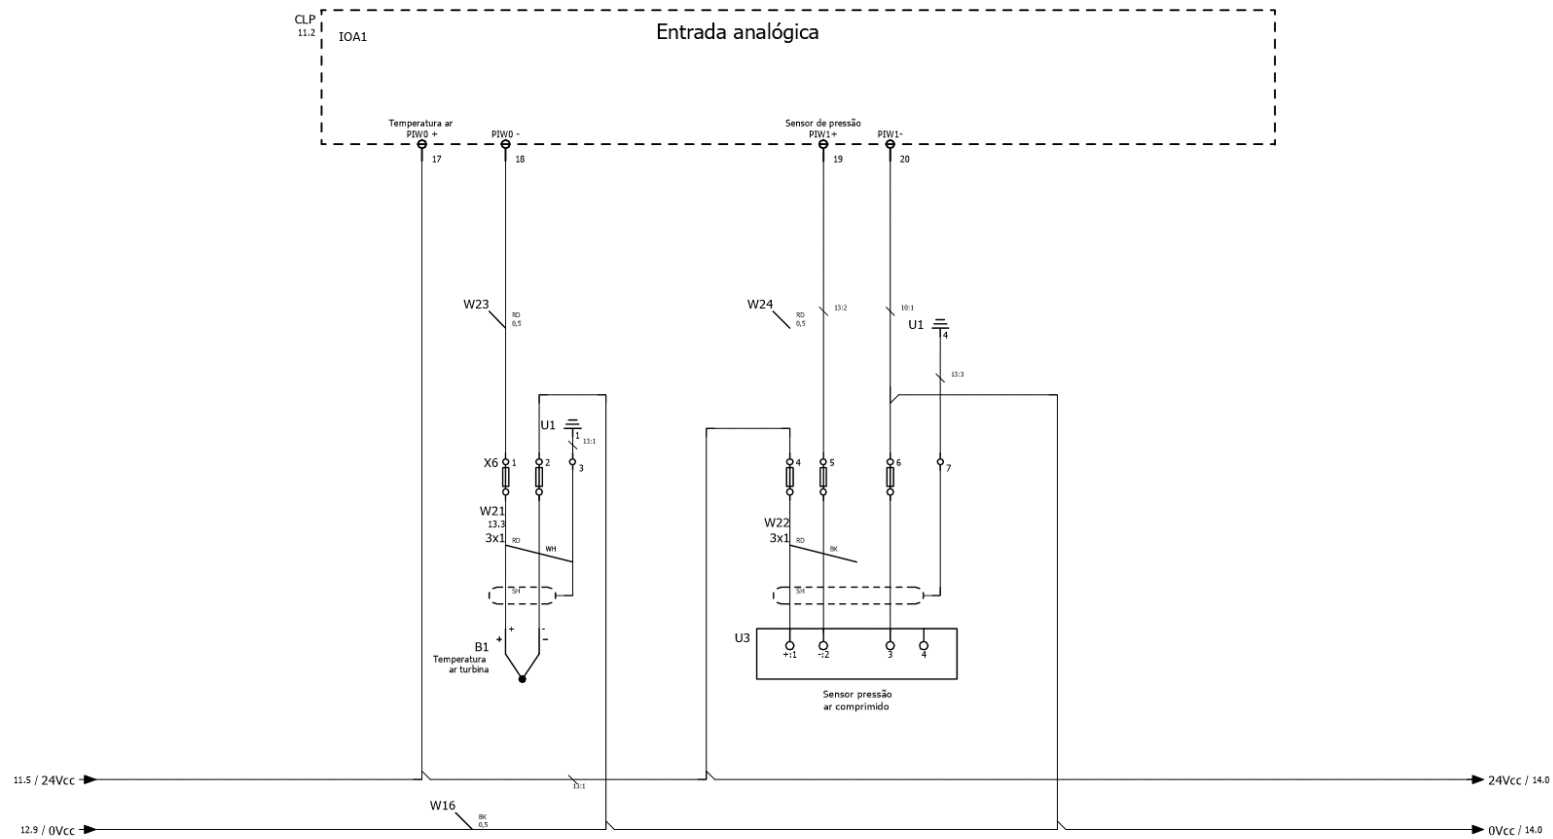 CLP
11.2
IOA1
Entrada analógica
Temperatura ar
PIW0 +
PIW0 -
Sensor de pressão
PIW1+
PIW1-
17
18
19
20
W23
RD
0,5
W24
RD
0,5
13:2
10:1
U1
4
13:3
U1
1
13:1
X6
1
2
3
4
5
6
7
W21
13.3
3x1
RD
WH
W22
3x1
RD
BK
SH
SH
+
-
+
-
B1
Temperatura
ar turbina
U3
+:1
-:2
3
4
Sensor pressão
ar comprimido
11.5 / 24Vcc
13:1
24Vcc / 14.0
W16
BK
0,5
12.9 / 0Vcc
0Vcc / 14.0